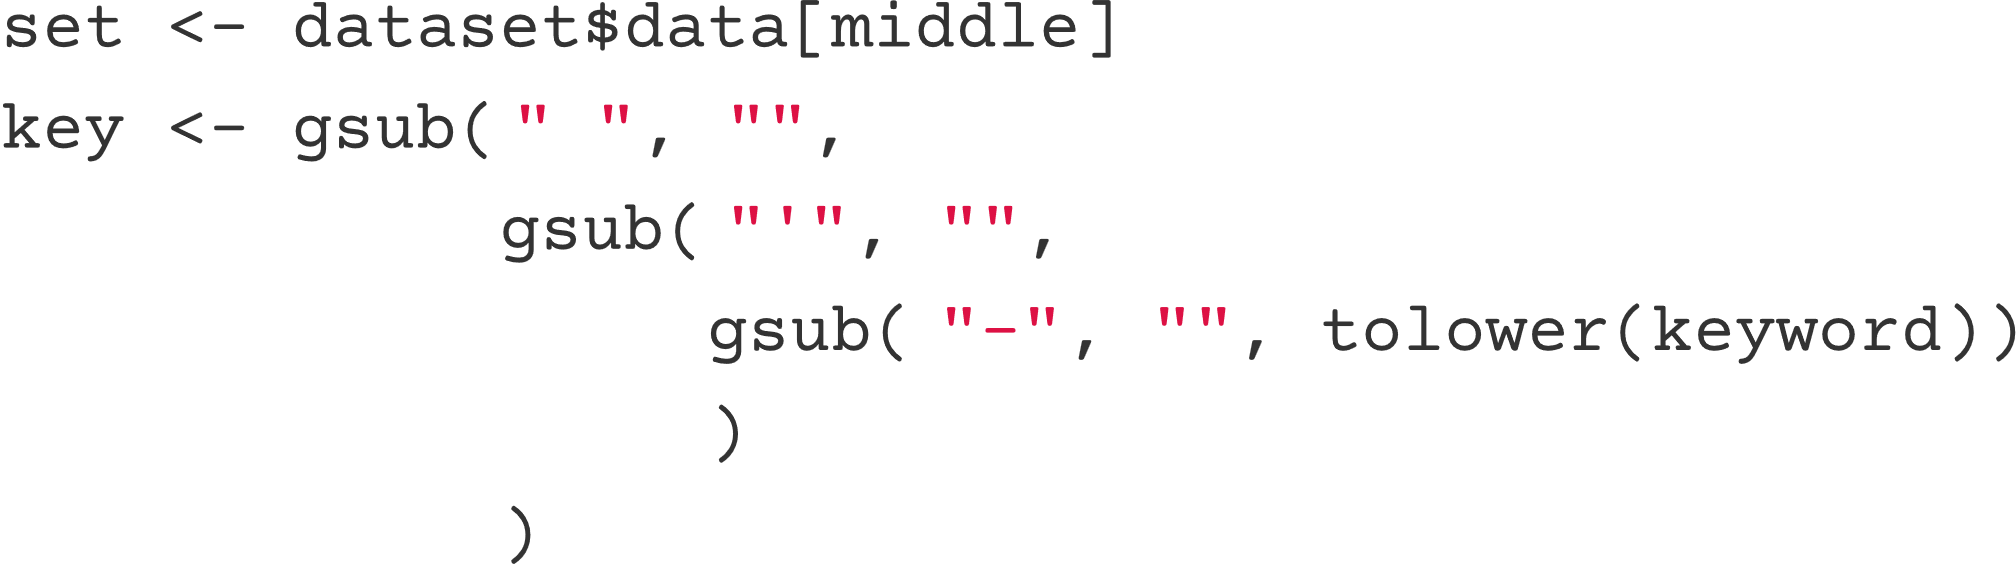 set <- dataset$data[middle]
key <- gsub(" ", "",
            gsub("'", "",
                 gsub("-", "", tolower(keyword))
                 )
            )